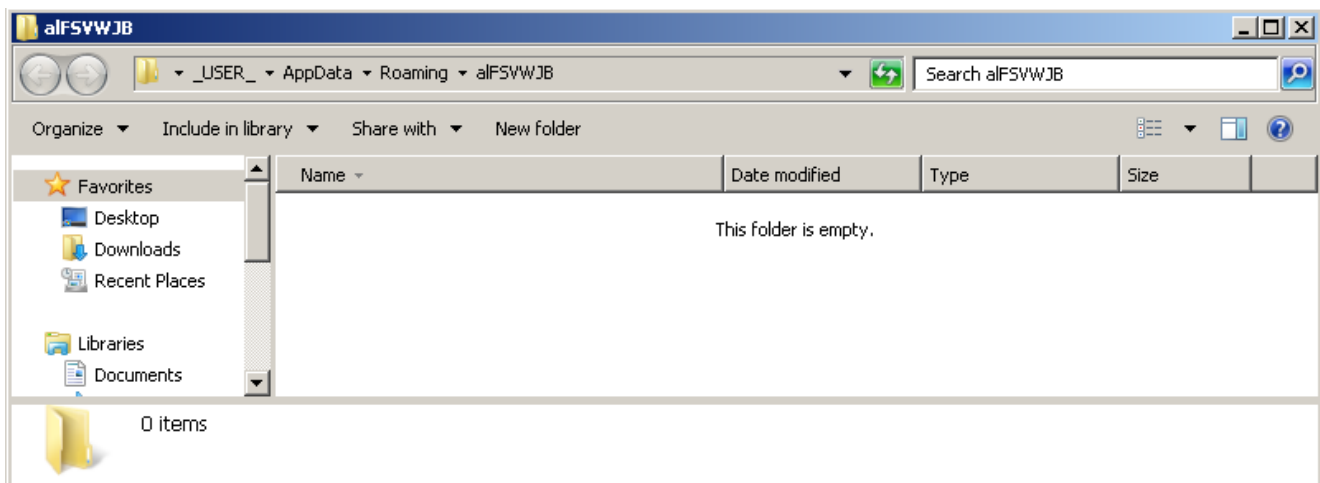 alFSVWJB
_USER_ AppData Roaming alFSVWJB Search alFSVWJB
Organize Include in library Share with New folder
Name Date modified Type Size
This folder is empty.
Favorites
Desktop
Downloads
Recent Places
Libraries
Documents
0 items